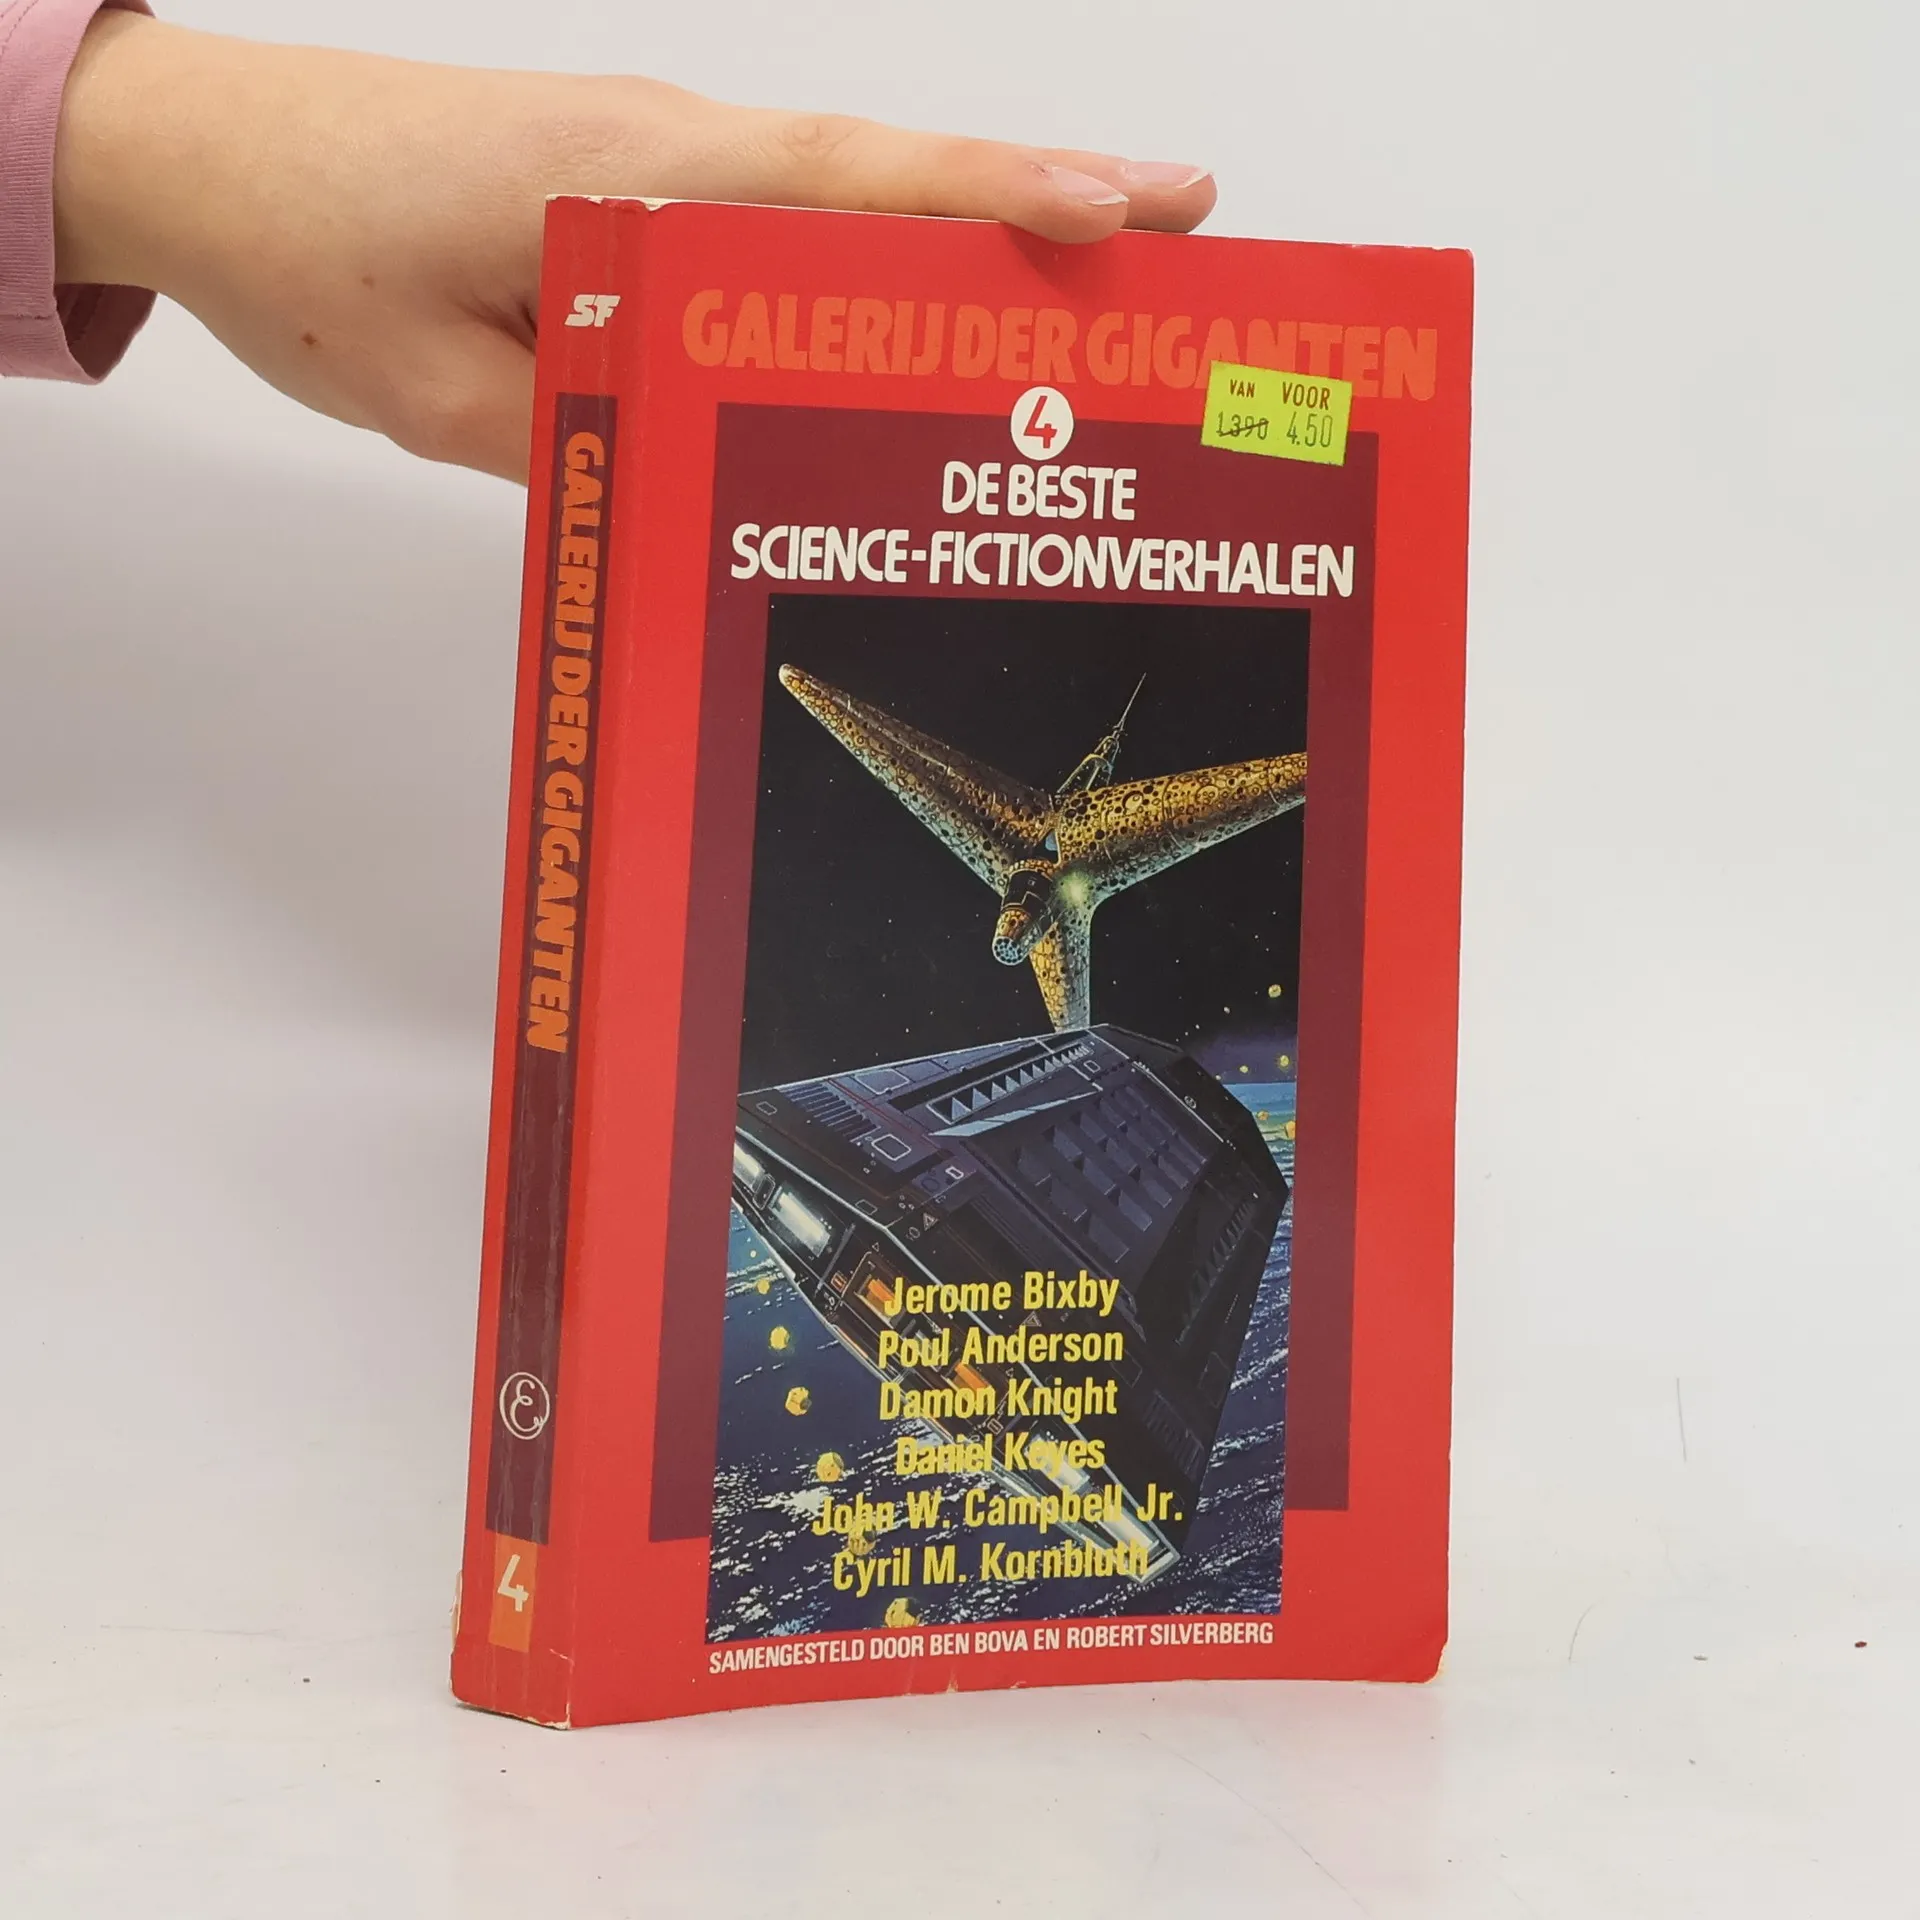 SF
GALERIJ DER GIGANTEN
4
GALERIJ DER GIGANTEN
VAN VOOR
1390 4.50
4
DE BESTE
SCIENCE-FICTIONVERHALEN
Jerome Bixby
Poul Anderson
Damon Knight
Daniel Keyes
John W. Campbell Jr.
Cyril M. Kornbluth
SAMENGESTELD DOOR BEN BOVA EN ROBERT SILVERBERG